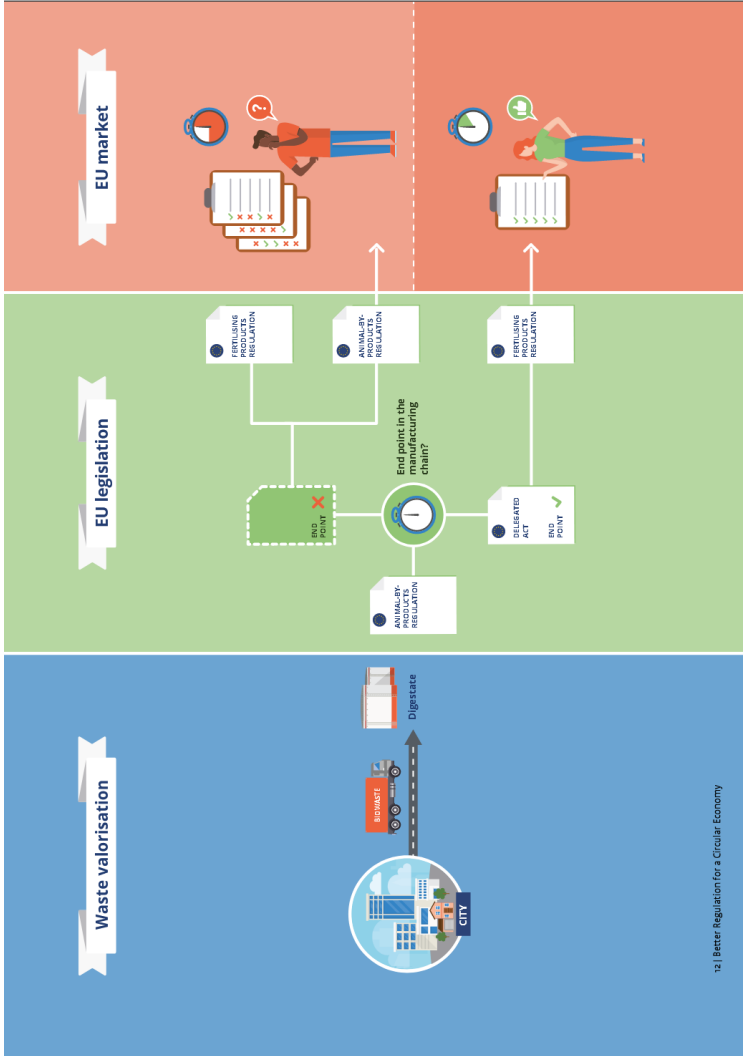 Waste valorisation
CITY
BIOWASTE
Digestate
EU legislation
ANIMAL-BY-
PRODUCTS
REGULATION
End point in the
manufacturing
chain?
END
POINT
DELEGATED
ACT
END
POINT
FERTILISING
PRODUCTS
REGULATION
ANIMAL-BY-
PRODUCTS
REGULATION
FERTILISING
PRODUCTS
REGULATION
EU market
?
12 | Better Regulation for a Circular Economy